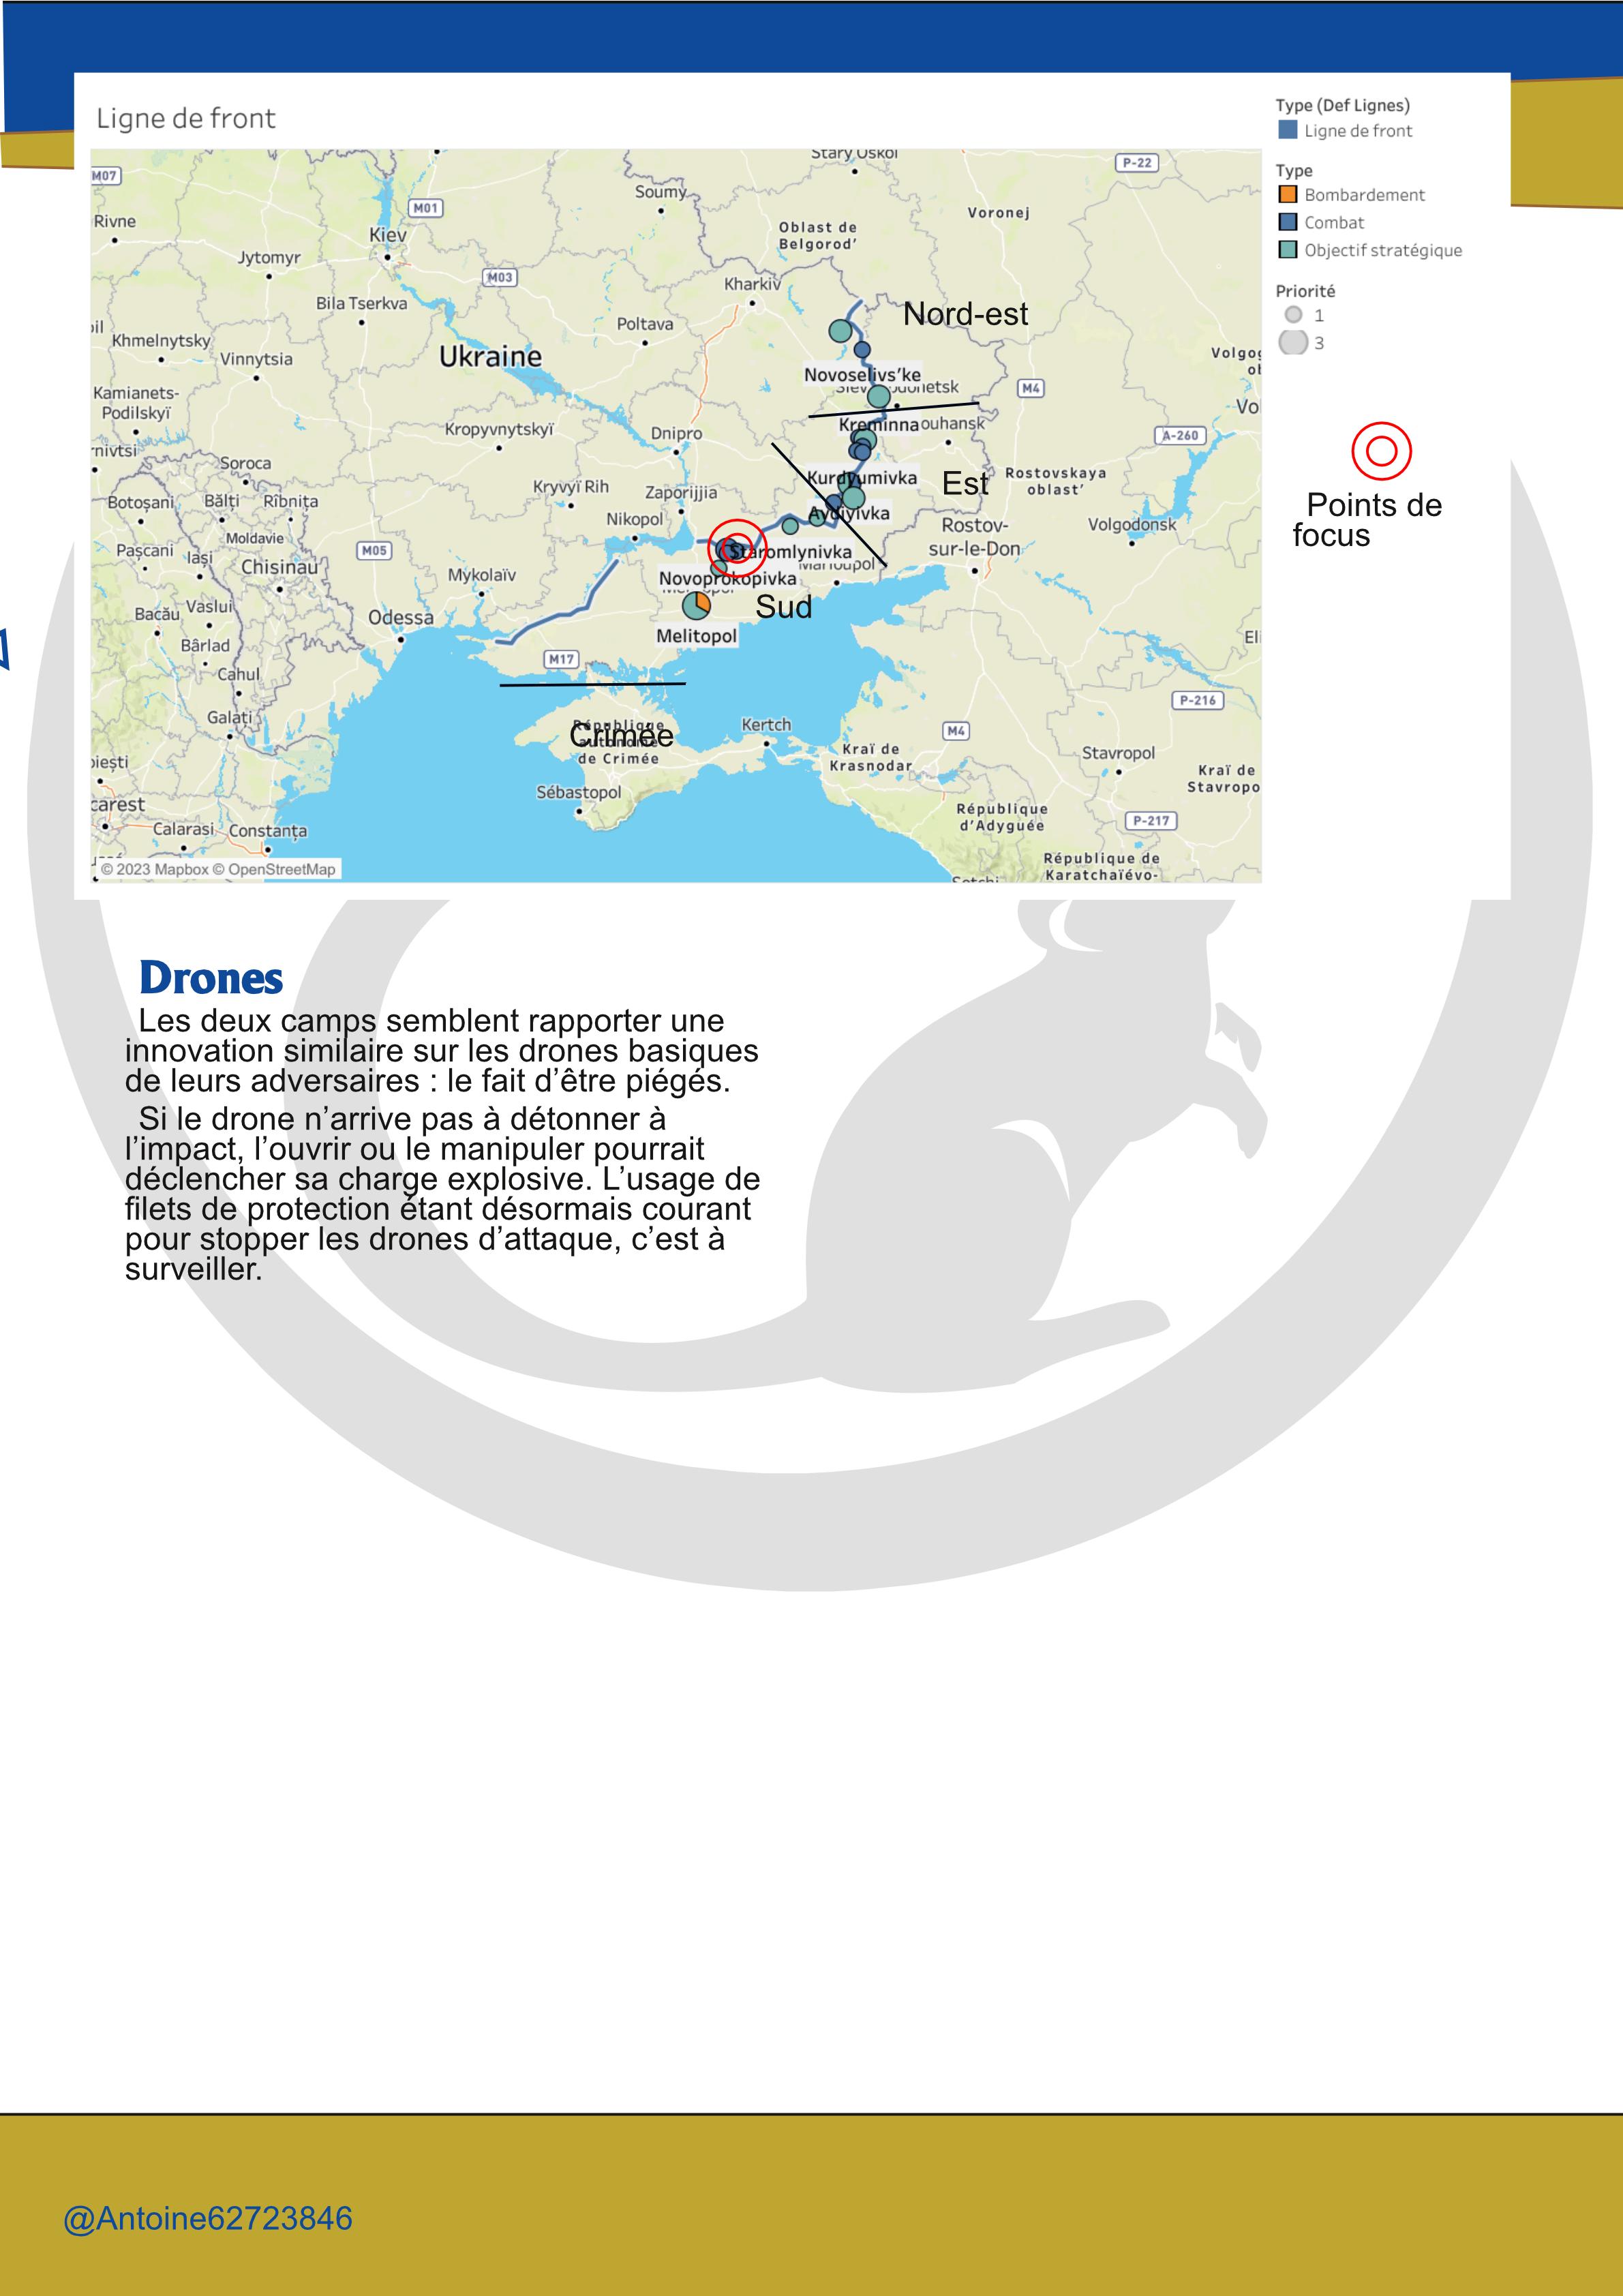 Ligne de front
Type (Def Lignes)
Ligne de front
Type
Bombardement
Combat
Objectif stratégique
Priorité
1
3
Points de
focus
Stary Oskol
P-22
M07
Soumy
Voronej
M01
Rivne
Oblast de
Belgorod'
Kiev
Jytomyr
M03
Kharkiv
Bila Tserkva
Nord-est
Poltava
Khmelnytsky
Ukraine
Vinnytsia
Novoselivs'ke
M4
Kamianets-
Podilskyï
Kreminna
ouhansk
Kropyvnytskyï
Dnipro
A-260
Soroca
Kurdyumivka
Est
Rostovskaya
oblast'
Kryvyï Rih
Zaporijjia
Botoșani
Bălți
Rîbnița
Avdiyivka
Nikopol
Rostov-
sur-le-Don
Volgodonsk
Moldavie
Pașcani
Iași
M05
Staromlynivka
Chisinau
Marioupol
Mykolaïv
Novoprokopivka
Bacău
Vaslui
Odessa
Sud
Melitopol
Bârlad
M17
Cahul
P-216
Galați
République
autonome
de Crimée
Crimée
Kertch
M4
Kraï de
Krasnodar
Stavropol
Kraï de
Stavropo
Sébastopol
République
d'Adyguée
P-217
Calarasi
Constanța
République de
Karatchaïévo-
© 2023 Mapbox © OpenStreetMap
Drones
Les deux camps semblent rapporter une
innovation similaire sur les drones basiques
de leurs adversaires : le fait d’être piégés.
Si le drone n’arrive pas à détonner à
l’impact, l’ouvrir ou le manipuler pourrait
déclencher sa charge explosive. L’usage de
filets de protection étant désormais courant
pour stopper les drones d’attaque, c’est à
surveiller.
@Antoine62723846